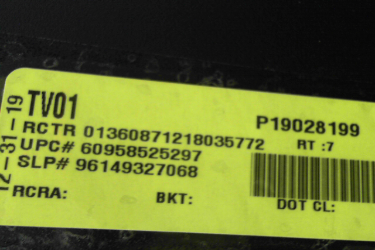 12-31-19
TV01
P19028199
RCTR 01360871218035772 RT :7
UPC# 60958525297
SLP# 96149327068
RCRA: BKT: DOT CL: